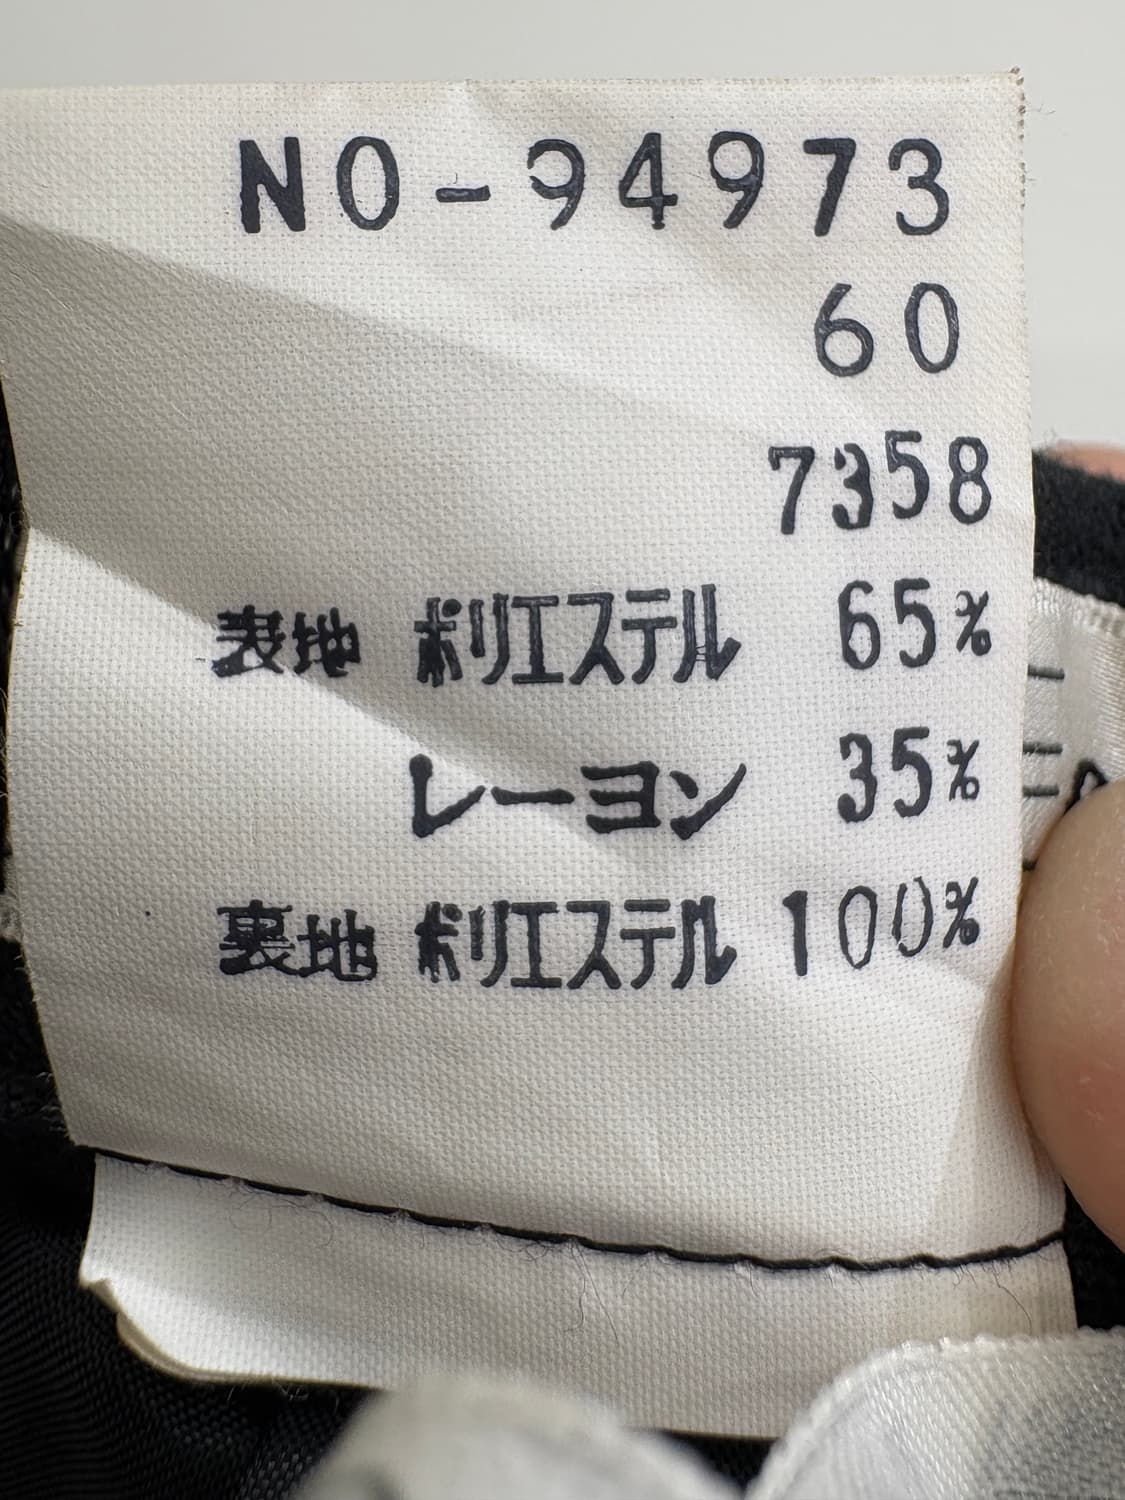 NO-94973
60
7358
表地 ポリエステル 65%
レーヨン 35%
裏地 ポリエステル 100%